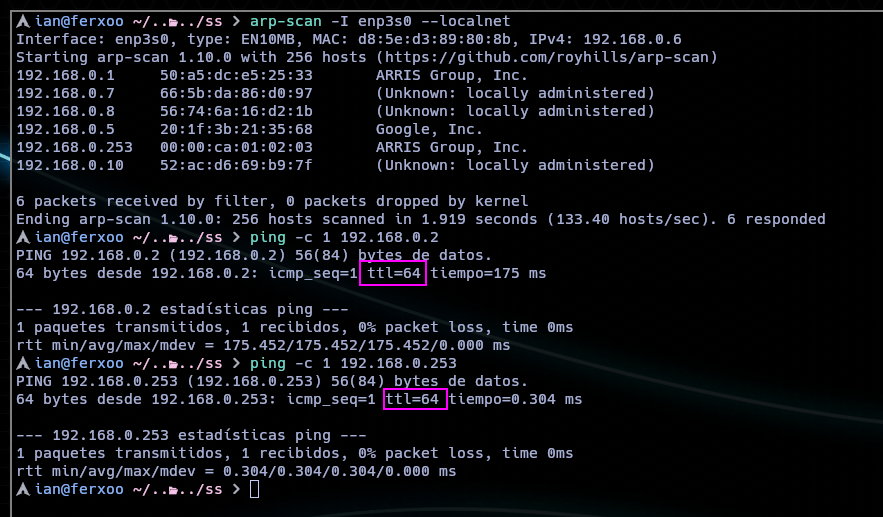 ian@ferxoo ~/../../ss > arp-scan -I enp3s0 --localnet
Interface: enp3s0, type: EN10MB, MAC: d8:5e:d3:89:80:8b, IPv4: 192.168.0.6
Starting arp-scan 1.10.0 with 256 hosts (https://github.com/royhills/arp-scan)
192.168.0.1 50:a5:dc:e5:25:33 ARRIS Group, Inc.
192.168.0.7 66:5b:da:86:d0:97 (Unknown: locally administered)
192.168.0.8 56:74:6a:16:d2:1b (Unknown: locally administered)
192.168.0.5 20:1f:3b:21:35:68 Google, Inc.
192.168.0.253 00:00:ca:01:02:03 ARRIS Group, Inc.
192.168.0.10 52:ac:d6:69:b9:7f (Unknown: locally administered)
6 packets received by filter, 0 packets dropped by kernel
Ending arp-scan 1.10.0: 256 hosts scanned in 1.919 seconds (133.40 hosts/sec). 6 responded
ian@ferxoo ~/../../ss > ping -c 1 192.168.0.2
PING 192.168.0.2 (192.168.0.2) 56(84) bytes de datos.
64 bytes desde 192.168.0.2: icmp_seq=1 ttl=64 tiempo=175 ms
--- 192.168.0.2 estadísticas ping ---
1 paquetes transmitidos, 1 recibidos, 0% packet loss, time 0ms
rtt min/avg/max/mdev = 175.452/175.452/175.452/0.000 ms
ian@ferxoo ~/../../ss > ping -c 1 192.168.0.253
PING 192.168.0.253 (192.168.0.253) 56(84) bytes de datos.
64 bytes desde 192.168.0.253: icmp_seq=1 ttl=64 tiempo=0.304 ms
--- 192.168.0.253 estadísticas ping ---
1 paquetes transmitidos, 1 recibidos, 0% packet loss, time 0ms
rtt min/avg/max/mdev = 0.304/0.304/0.304/0.000 ms
ian@ferxoo ~/../../ss >